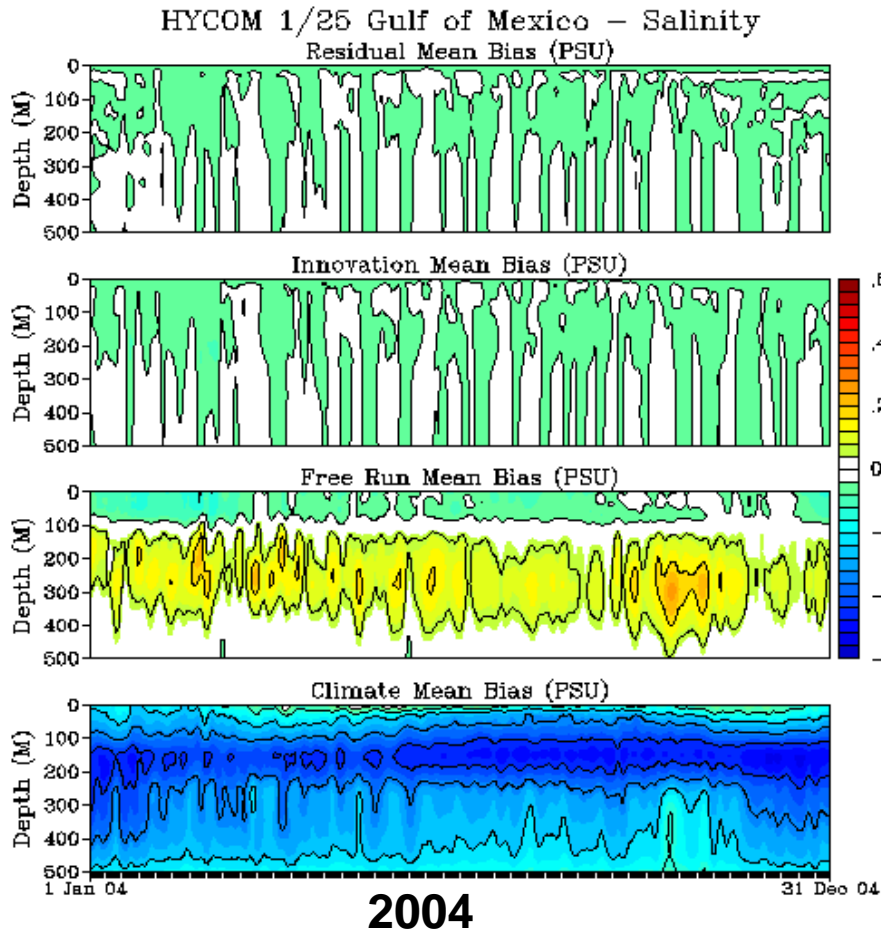 HYCOM 1/25 Gulf of Mexico – Salinity
Residual Mean Bias (PSU)
0
100
200
300
400
500
Depth (M)
Innovation Mean Bias (PSU)
0
100
200
300
400
500
Depth (M)
Free Run Mean Bias (PSU)
0
100
200
300
400
500
Depth (M)
Climate Mean Bias (PSU)
0
100
200
300
400
500
Depth (M)
0
1 Jan 04
31 Dec 04
2004